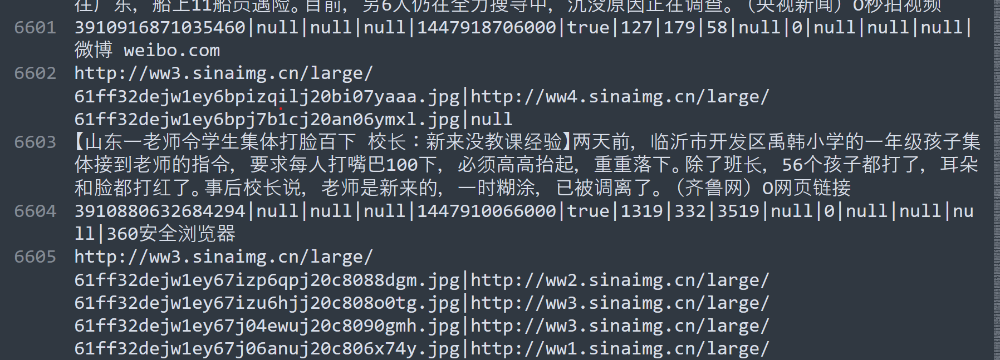 往广东, 船上11船员遇险。目前, 另6人仍在全力搜寻中, 沉没原因正在调查。（央视新闻）O秒拍视频
6601 3910916871035460|null|null|null|1447918706000|true|127|179|58|null|0|null|null|null|
微博 weibo.com
6602 http://ww3.sinaimg.cn/large/
61ff32dejw1ey6bpizqilj20bi07yaaa.jpg|http://ww4.sinaimg.cn/large/
61ff32dejw1ey6bpj7b1cj20an06ymxl.jpg|null
6603 【山东一老师令学生集体打脸百下 校长：新来没教课经验】两天前, 临沂市开发区禹韩小学的一年级孩子集
体接到老师的指令, 要求每人打嘴巴100下, 必须高高抬起, 重重落下。除了班长, 56个孩子都打了, 耳朵
和脸都打红了。事后校长说, 老师是新来的, 一时糊涂, 已被调离了。（齐鲁网）O网页链接
6604 3910880632684294|null|null|null|1447910066000|true|1319|332|3519|null|0|null|null|nu
ll|360安全浏览器
6605 http://ww3.sinaimg.cn/large/
61ff32dejw1ey67izp6qpj20c8088dgm.jpg|http://ww2.sinaimg.cn/large/
61ff32dejw1ey67izu6hjj20c808o0tg.jpg|http://ww3.sinaimg.cn/large/
61ff32dejw1ey67j04ewuj20c8090gmh.jpg|http://ww3.sinaimg.cn/large/
61ff32dejw1ey67j06anuj20c806x74y.jpg|http://ww1.sinaimg.cn/large/